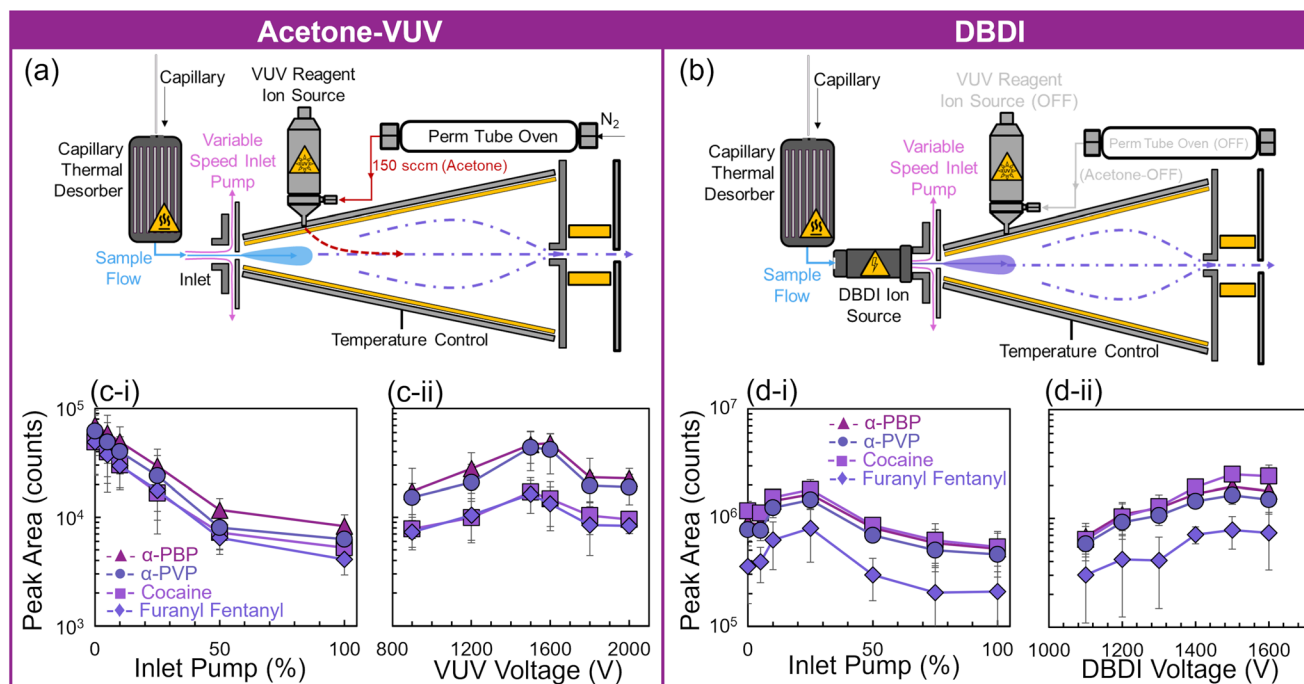 Acetone-VUV
(a)
Capillary
VUV Reagent
Ion Source
Variable
Speed Inlet
Pump
Capillary
Thermal
Desorber
Perm Tube Oven
N2
150 sccm (Acetone)
Sample
Flow
Inlet
Temperature Control
DBDI
(b)
Capillary
VUV Reagent
Ion Source (OFF)
Variable
Speed Inlet
Pump
Capillary
Thermal
Desorber
Perm Tube Oven (OFF)
(Acetone-OFF)
Sample
Flow
DBDI Ion
Source
Temperature Control
(c-i)
Peak Area (counts)
10^5
10^4
10^3
α-PBP
α-PVP
Cocaine
Furanyl Fentanyl
0 50 100
Inlet Pump (%)
(c-ii)
800 1200 1600 2000
VUV Voltage (V)
(d-i)
Peak Area (counts)
10^7
10^6
10^5
α-PBP
α-PVP
Cocaine
Furanyl Fentanyl
0 50 100
Inlet Pump (%)
(d-ii)
1000 1200 1400 1600
DBDI Voltage (V)